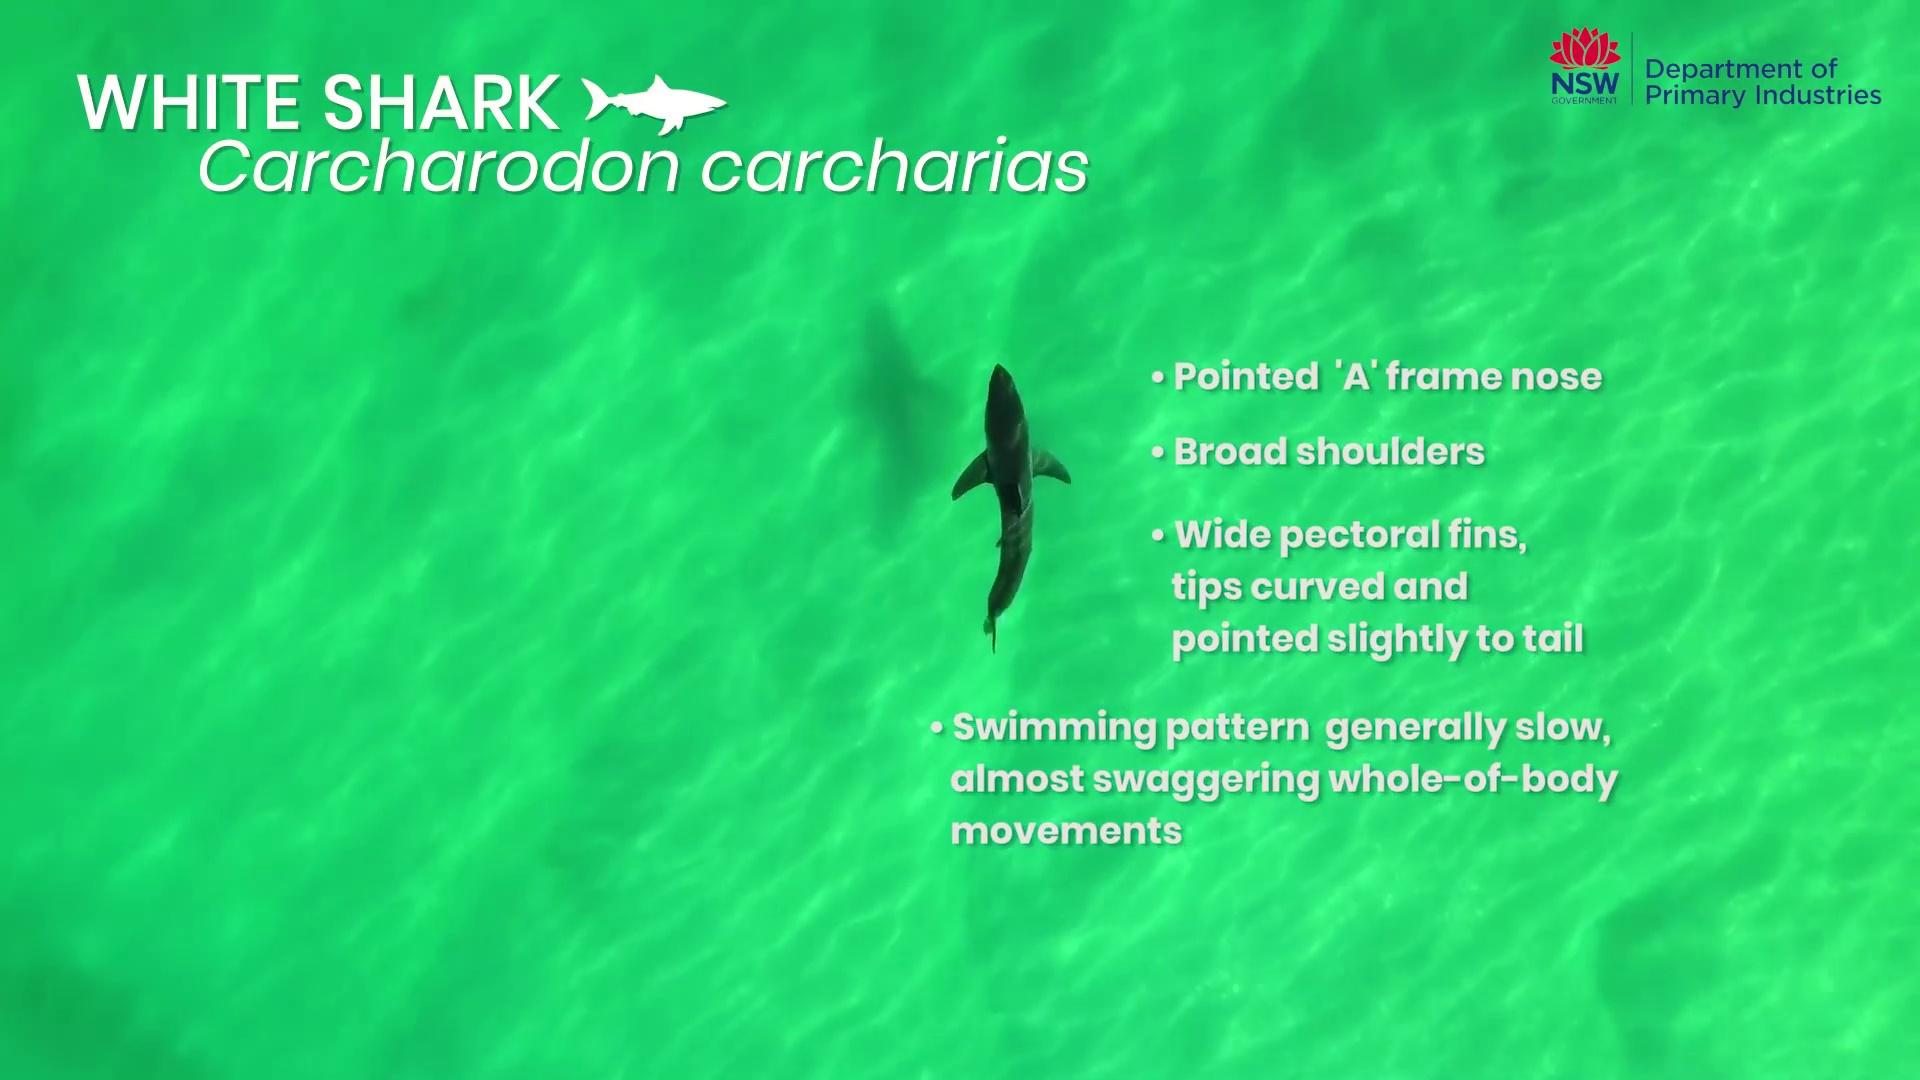 WHITE SHARK
Carcharodon carcharias
NSW
GOVERNMENT
Department of
Primary Industries
• Pointed 'A' frame nose
• Broad shoulders
• Wide pectoral fins,
tips curved and
pointed slightly to tail
• Swimming pattern generally slow,
almost swaggering whole-of-body
movements